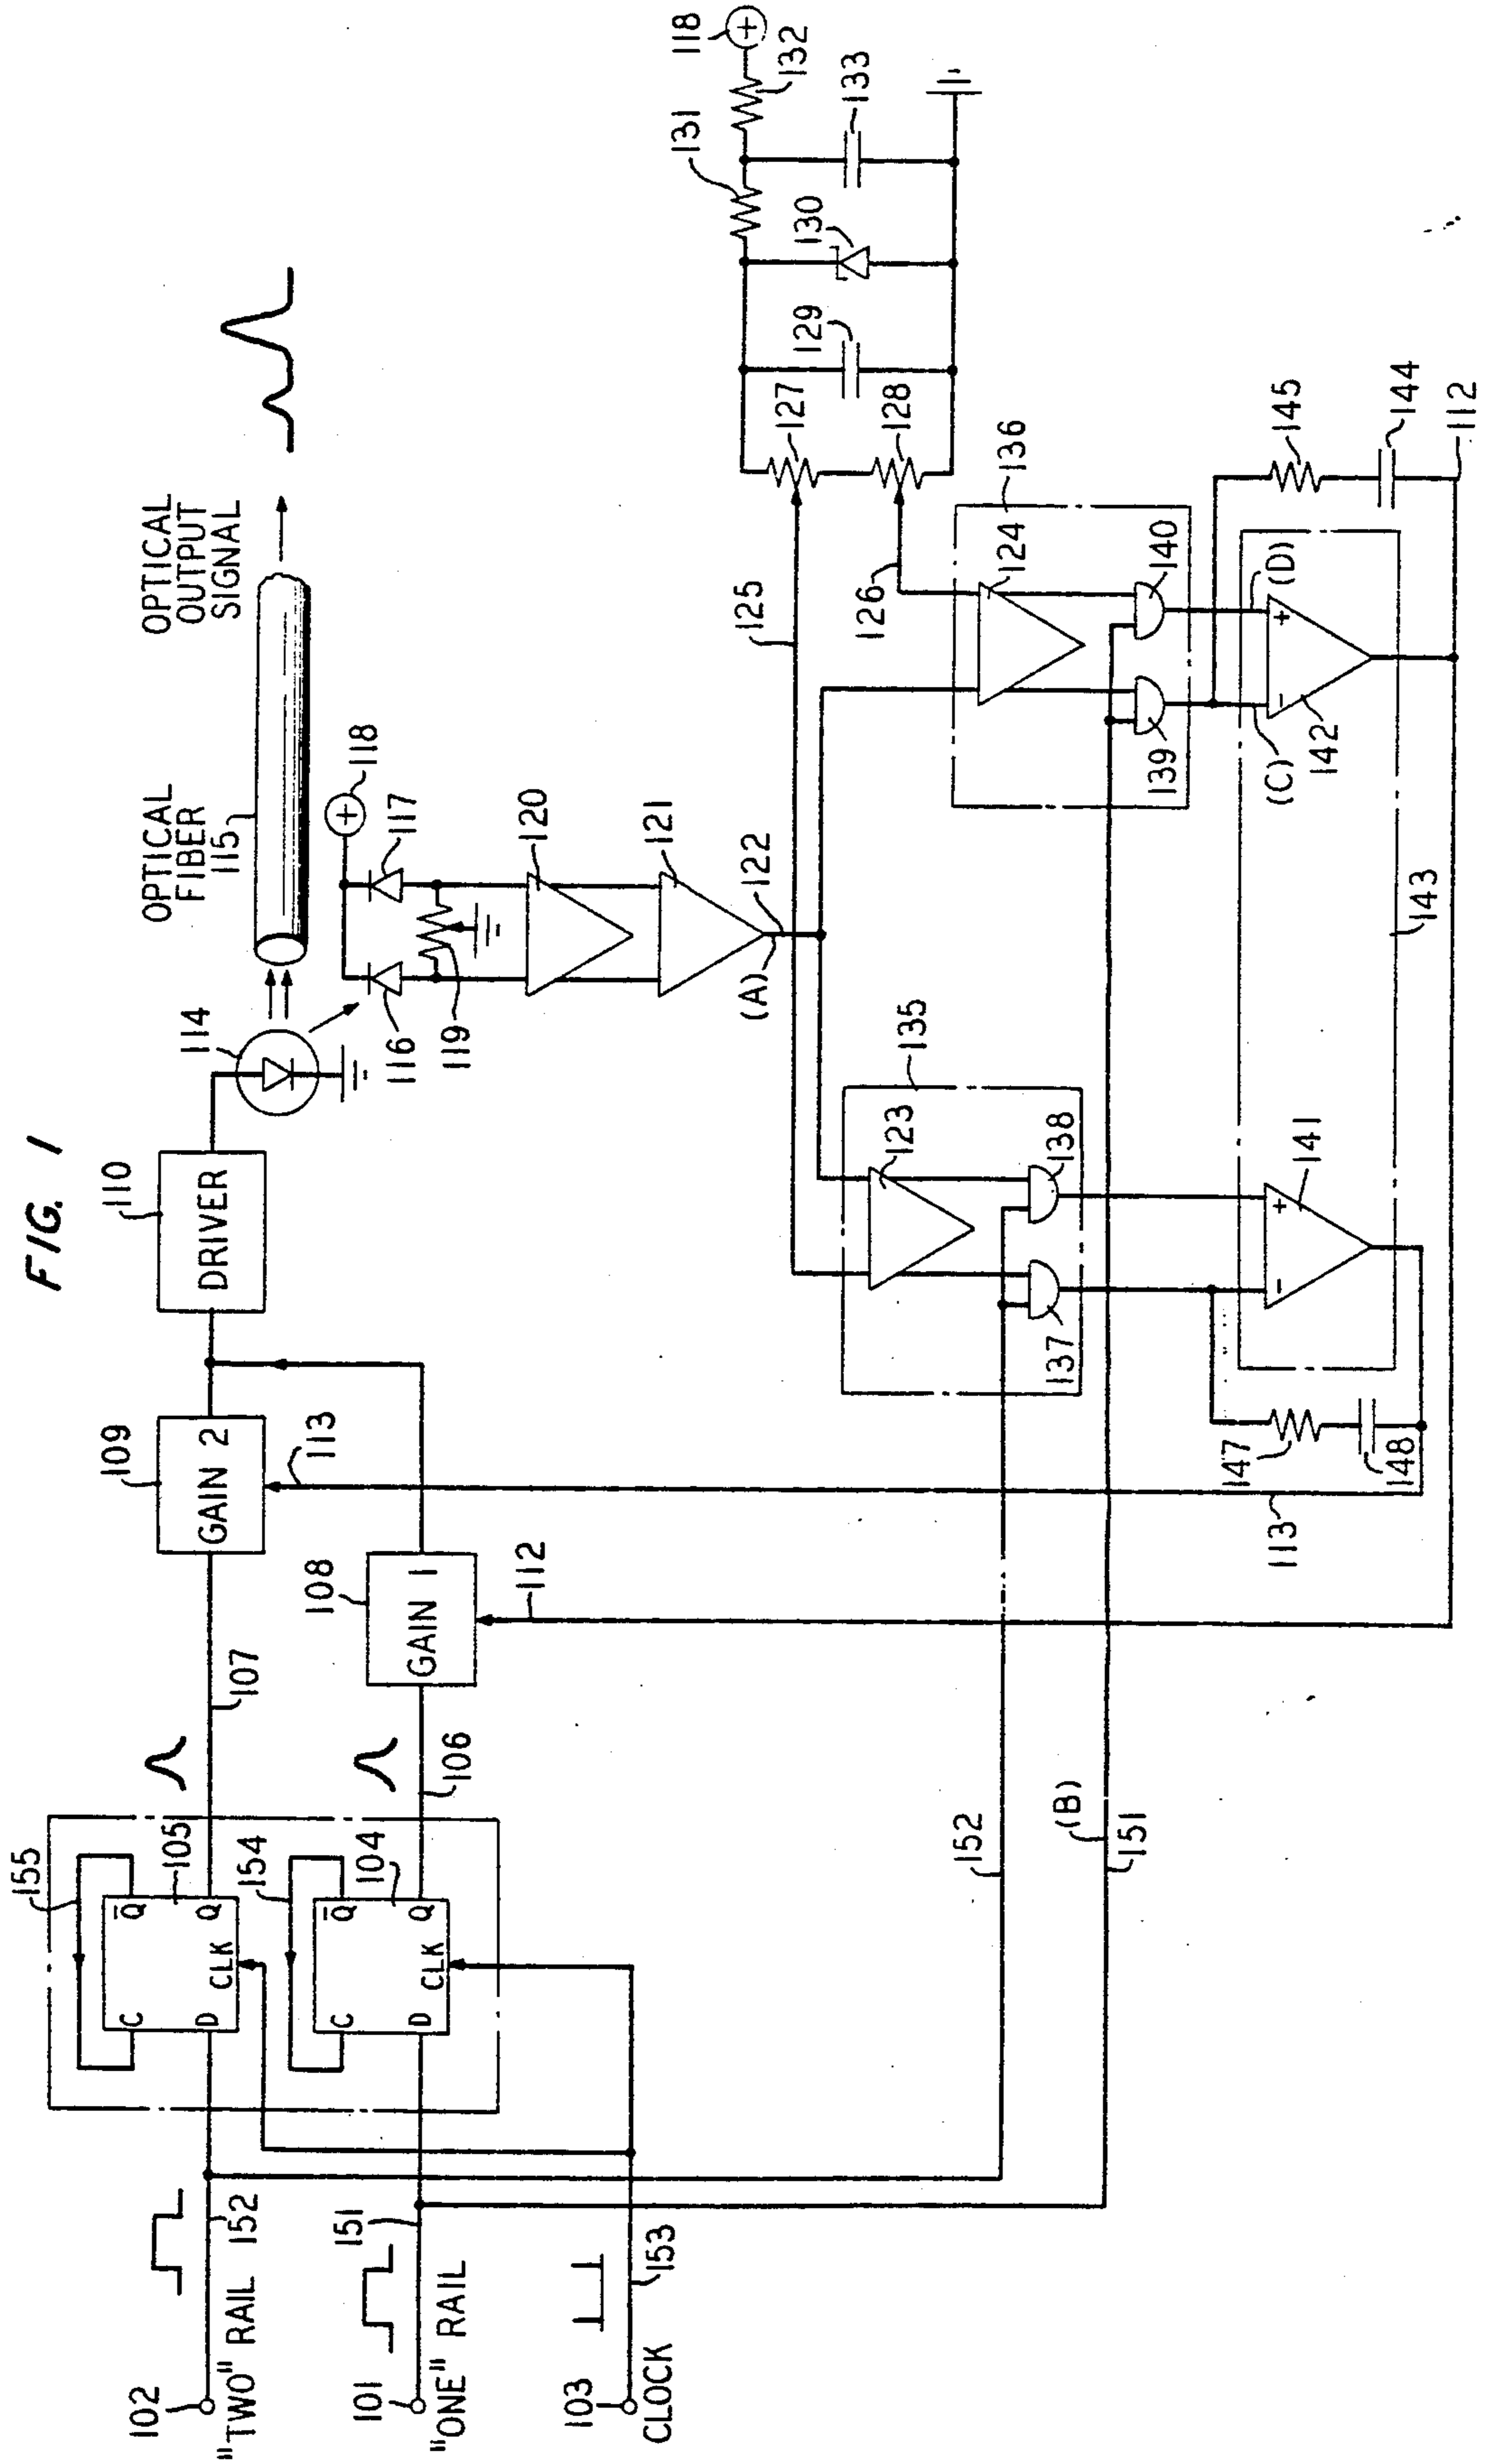 FIG. 1
102
"TWO" RAIL
152
155
C
Q̄
D
Q
CLK
105
107
109
GAIN 2
113
110
DRIVER
114
OPTICAL
FIBER
115
OPTICAL
OUTPUT
SIGNAL
101
"ONE" RAIL
151
154
C
Q̄
D
Q
CLK
104
106
108
GAIN 1
112
116
117
118
+
119
120
121
122
(A)
103
CLOCK
153
125
126
127
128
129
130
131
132
118
+
133
152
(B)
151
135
123
137
138
136
124
139
140
(C)
(D)
147
148
113
141
-
+
142
-
+
143
145
144
112